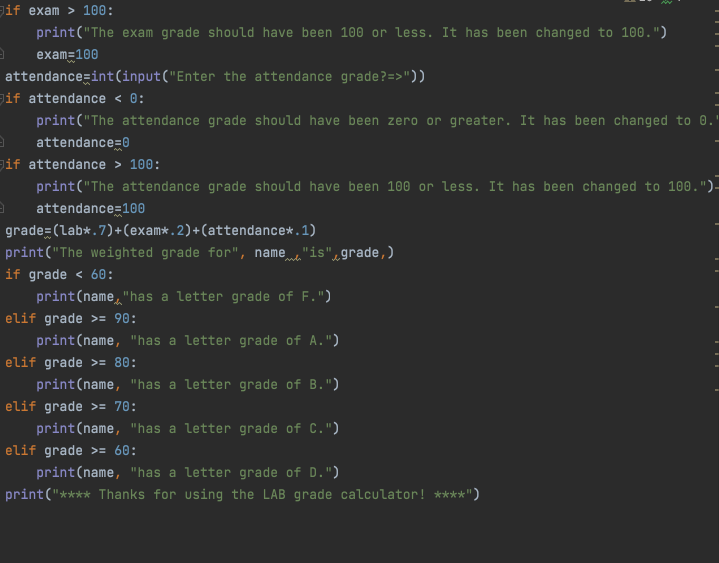 if exam > 100:
    print("The exam grade should have been 100 or less. It has been changed to 100.")
    exam=100
attendance=int(input("Enter the attendance grade?=>"))
if attendance < 0:
    print("The attendance grade should have been zero or greater. It has been changed to 0."
    attendance=0
if attendance > 100:
    print("The attendance grade should have been 100 or less. It has been changed to 100.")
    attendance=100
grade=(lab*.7)+(exam*.2)+(attendance*.1)
print("The weighted grade for", name ,"is",grade,)
if grade < 60:
    print(name,"has a letter grade of F.")
elif grade >= 90:
    print(name, "has a letter grade of A.")
elif grade >= 80:
    print(name, "has a letter grade of B.")
elif grade >= 70:
    print(name, "has a letter grade of C.")
elif grade >= 60:
    print(name, "has a letter grade of D.")
print("**** Thanks for using the LAB grade calculator! ****")